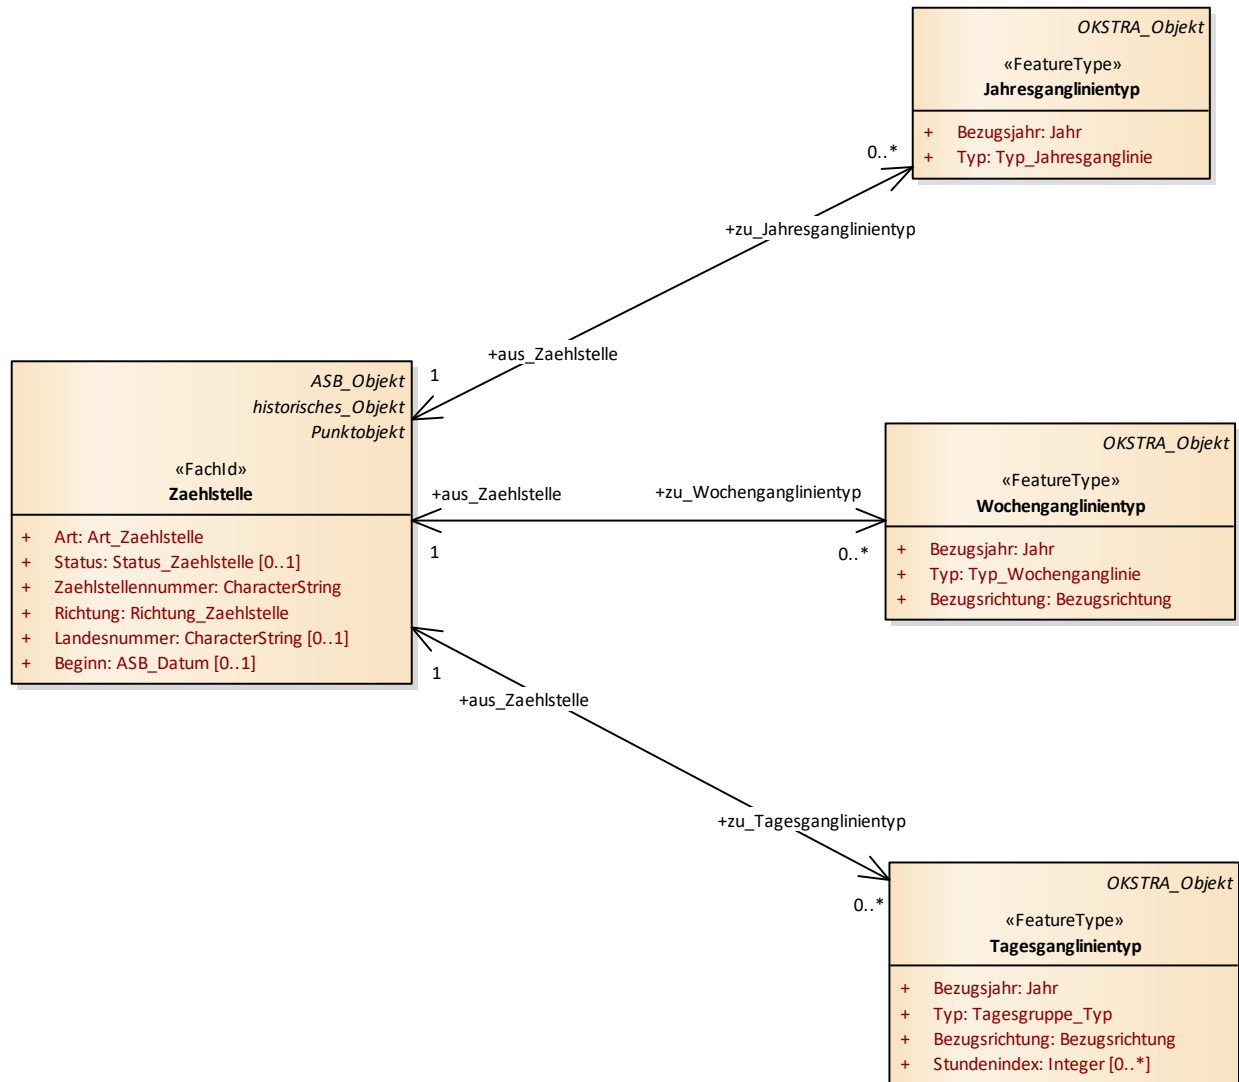 OKSTRA_Objekt
«FeatureType»
Jahresganglinientyp
+ Bezugsjahr: Jahr
+ Typ: Typ_Jahresganglinie
0..*
+zu_Jahresganglinientyp
+aus_Zaehlstelle
1
ASB_Objekt
historisches_Objekt
Punktobjekt
«FachId»
Zaehlstelle
+ Art: Art_Zaehlstelle
+ Status: Status_Zaehlstelle [0..1]
+ Zaehlstellennummer: CharacterString
+ Richtung: Richtung_Zaehlstelle
+ Landesnummer: CharacterString [0..1]
+ Beginn: ASB_Datum [0..1]
+aus_Zaehlstelle
1
+zu_Wochenganglinientyp
0..*
OKSTRA_Objekt
«FeatureType»
Wochenganglinientyp
+ Bezugsjahr: Jahr
+ Typ: Typ_Wochenganglinie
+ Bezugsrichtung: Bezugsrichtung
1
+aus_Zaehlstelle
+zu_Tagesganglinientyp
0..*
OKSTRA_Objekt
«FeatureType»
Tagesganglinientyp
+ Bezugsjahr: Jahr
+ Typ: Tagesgruppe_Typ
+ Bezugsrichtung: Bezugsrichtung
+ Stundenindex: Integer [0..*]